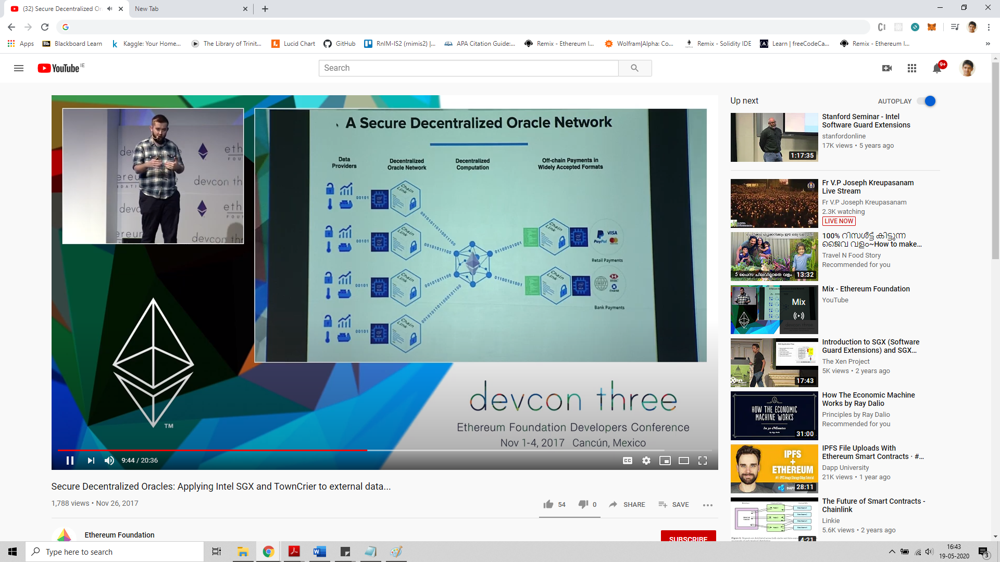 (32) Secure Decentralized Or
New Tab
Apps
Blackboard Learn
Kaggle: Your Home...
The Library of Trinit...
Lucid Chart
GitHub
RnIM-IS2 (rnimis2) |...
APA Citation Guide:...
Remix - Ethereum I...
Wolfram|Alpha: Co...
Remix - Solidity IDE
Learn | freeCodeCa...
Remix - Ethereum I...
YouTube IE
Search
9+
A Secure Decentralized Oracle Network
Data
Providers
Decentralized
Oracle Network
Decentralized
Computation
Off-chain Payments in
Widely Accepted Formats
Chain
Link
00101
PayPal VISA
Retail Payments
SWIFT HSBC
CHASE
Bank Payments
devcon three
Ethereum Foundation Developers Conference
Nov 1-4, 2017 Cancún, Mexico
TM
9:44 / 20:36
Secure Decentralized Oracles: Applying Intel SGX and TownCrier to external data...
1,788 views • Nov 26, 2017
54
0
SHARE
SAVE
Ethereum Foundation
SUBSCRIBE
Up next
AUTOPLAY
Stanford Seminar - Intel
Software Guard Extensions
stanfordonline
17K views • 5 years ago
1:17:35
Fr V.P Joseph Kreupasanam
Live Stream
Fr V.P Joseph Kreupasanam
2.3K watching
LIVE NOW
100% റിസൾട്ട് കിട്ടുന്ന
ജൈവ വളം~How to make...
Travel N Food Story
Recommended for you
13:32
Mix - Ethereum Foundation
YouTube
Mix
Introduction to SGX (Software
Guard Extensions) and SGX...
The Xen Project
5K views • 2 years ago
17:43
How The Economic Machine
Works by Ray Dalio
Principles by Ray Dalio
Recommended for you
HOW THE ECONOMIC
MACHINE WORKS
31:00
IPFS File Uploads With
Ethereum Smart Contracts · #...
Dapp University
21K views • 1 year ago
IPFS
+
ETHEREUM
28:11
The Future of Smart Contracts -
Chainlink
Linkie
5.6K views • 2 years ago
4:21
Type here to search
16:43
19-05-2020
3